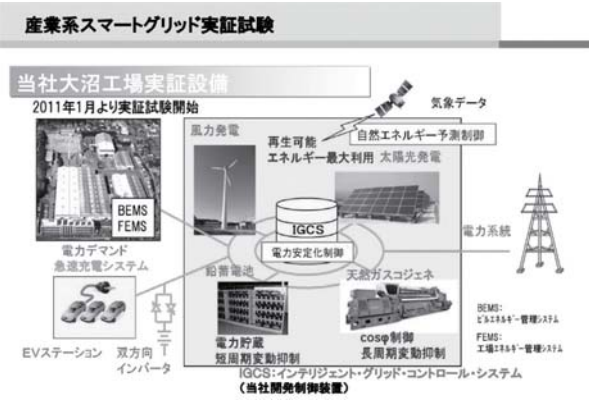 産業系スマートグリッド実証試験
当社大沼工場実証設備
2011年1月より実証試験開始
気象データ
風力発電
再生可能
エネルギー最大利用
自然エネルギー予測制御
太陽光発電
BEMS
FEMS
IGCS
電力安定化制御
電力系統
電力デマンド
急速充電システム
鉛蓄電池
天然ガスコジェネ
EVステーション
双方向
インバータ
電力貯蔵
短周期変動抑制
cosφ制御
長周期変動抑制
BEMS:
ビルエネルギー管理システム
FEMS:
工場エネルギー管理システム
IGCS:インテリジェント・グリッド・コントロール・システム
(当社開発制御装置)